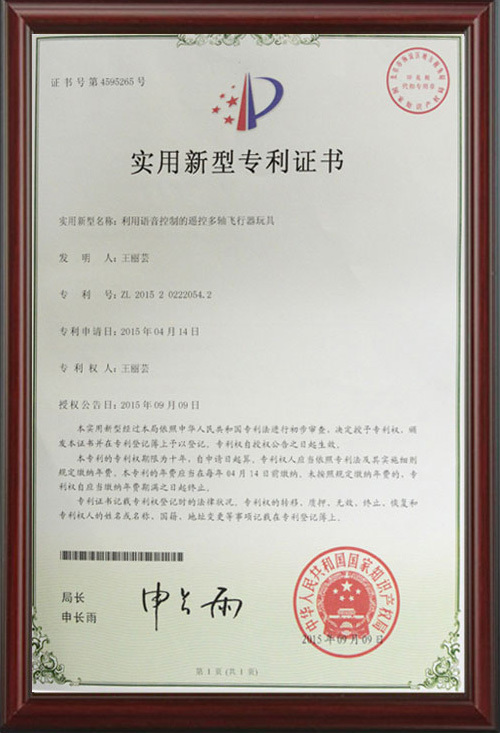 证书号第4595265号
实用新型专利证书
实用新型名称：利用语音控制的遥控多轴飞行器玩具
发明人：王丽芸
专利号：ZL 2015 2 0222054.2
专利申请日：2015年04月14日
专利权人：王丽芸
授权公告日：2015年09月09日
本实用新型经过本局依照中华人民共和国专利法进行初步审查，决定授予专利权，颁
发本证书并在专利登记簿上予以登记。专利权自授权公告之日起生效。
本专利的专利权期限为十年，自申请日起算。专利权人应当依照专利法及其实施细则
规定缴纳年费。本专利的年费应当在每年04月14日前缴纳。未按照规定缴纳年费的，专利
权自应当缴纳年费期满之日起终止。
专利证书记载专利权登记时的法律状况。专利权的转移、质押、无效、终止、恢复和
专利权人的姓名或名称、国籍、地址变更等事项记载在专利登记簿上。
局长
申长雨
申长雨
中华人民共和国国家知识产权局
2015年09月09日
第1页(共1页)